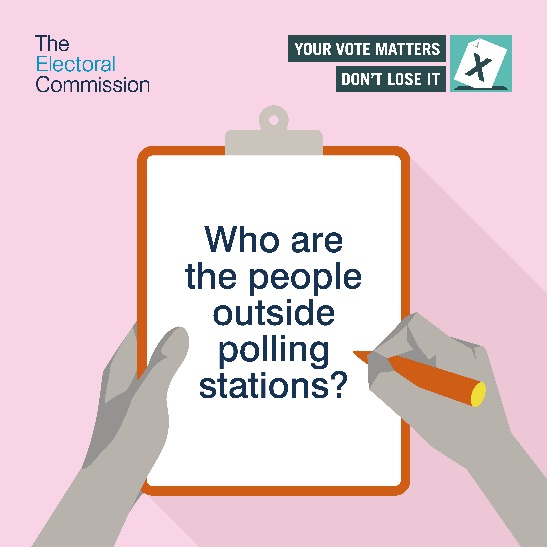 The
Electoral
Commission
YOUR VOTE MATTERS
DON'T LOSE IT
X
Who are
the people
outside
polling
stations?